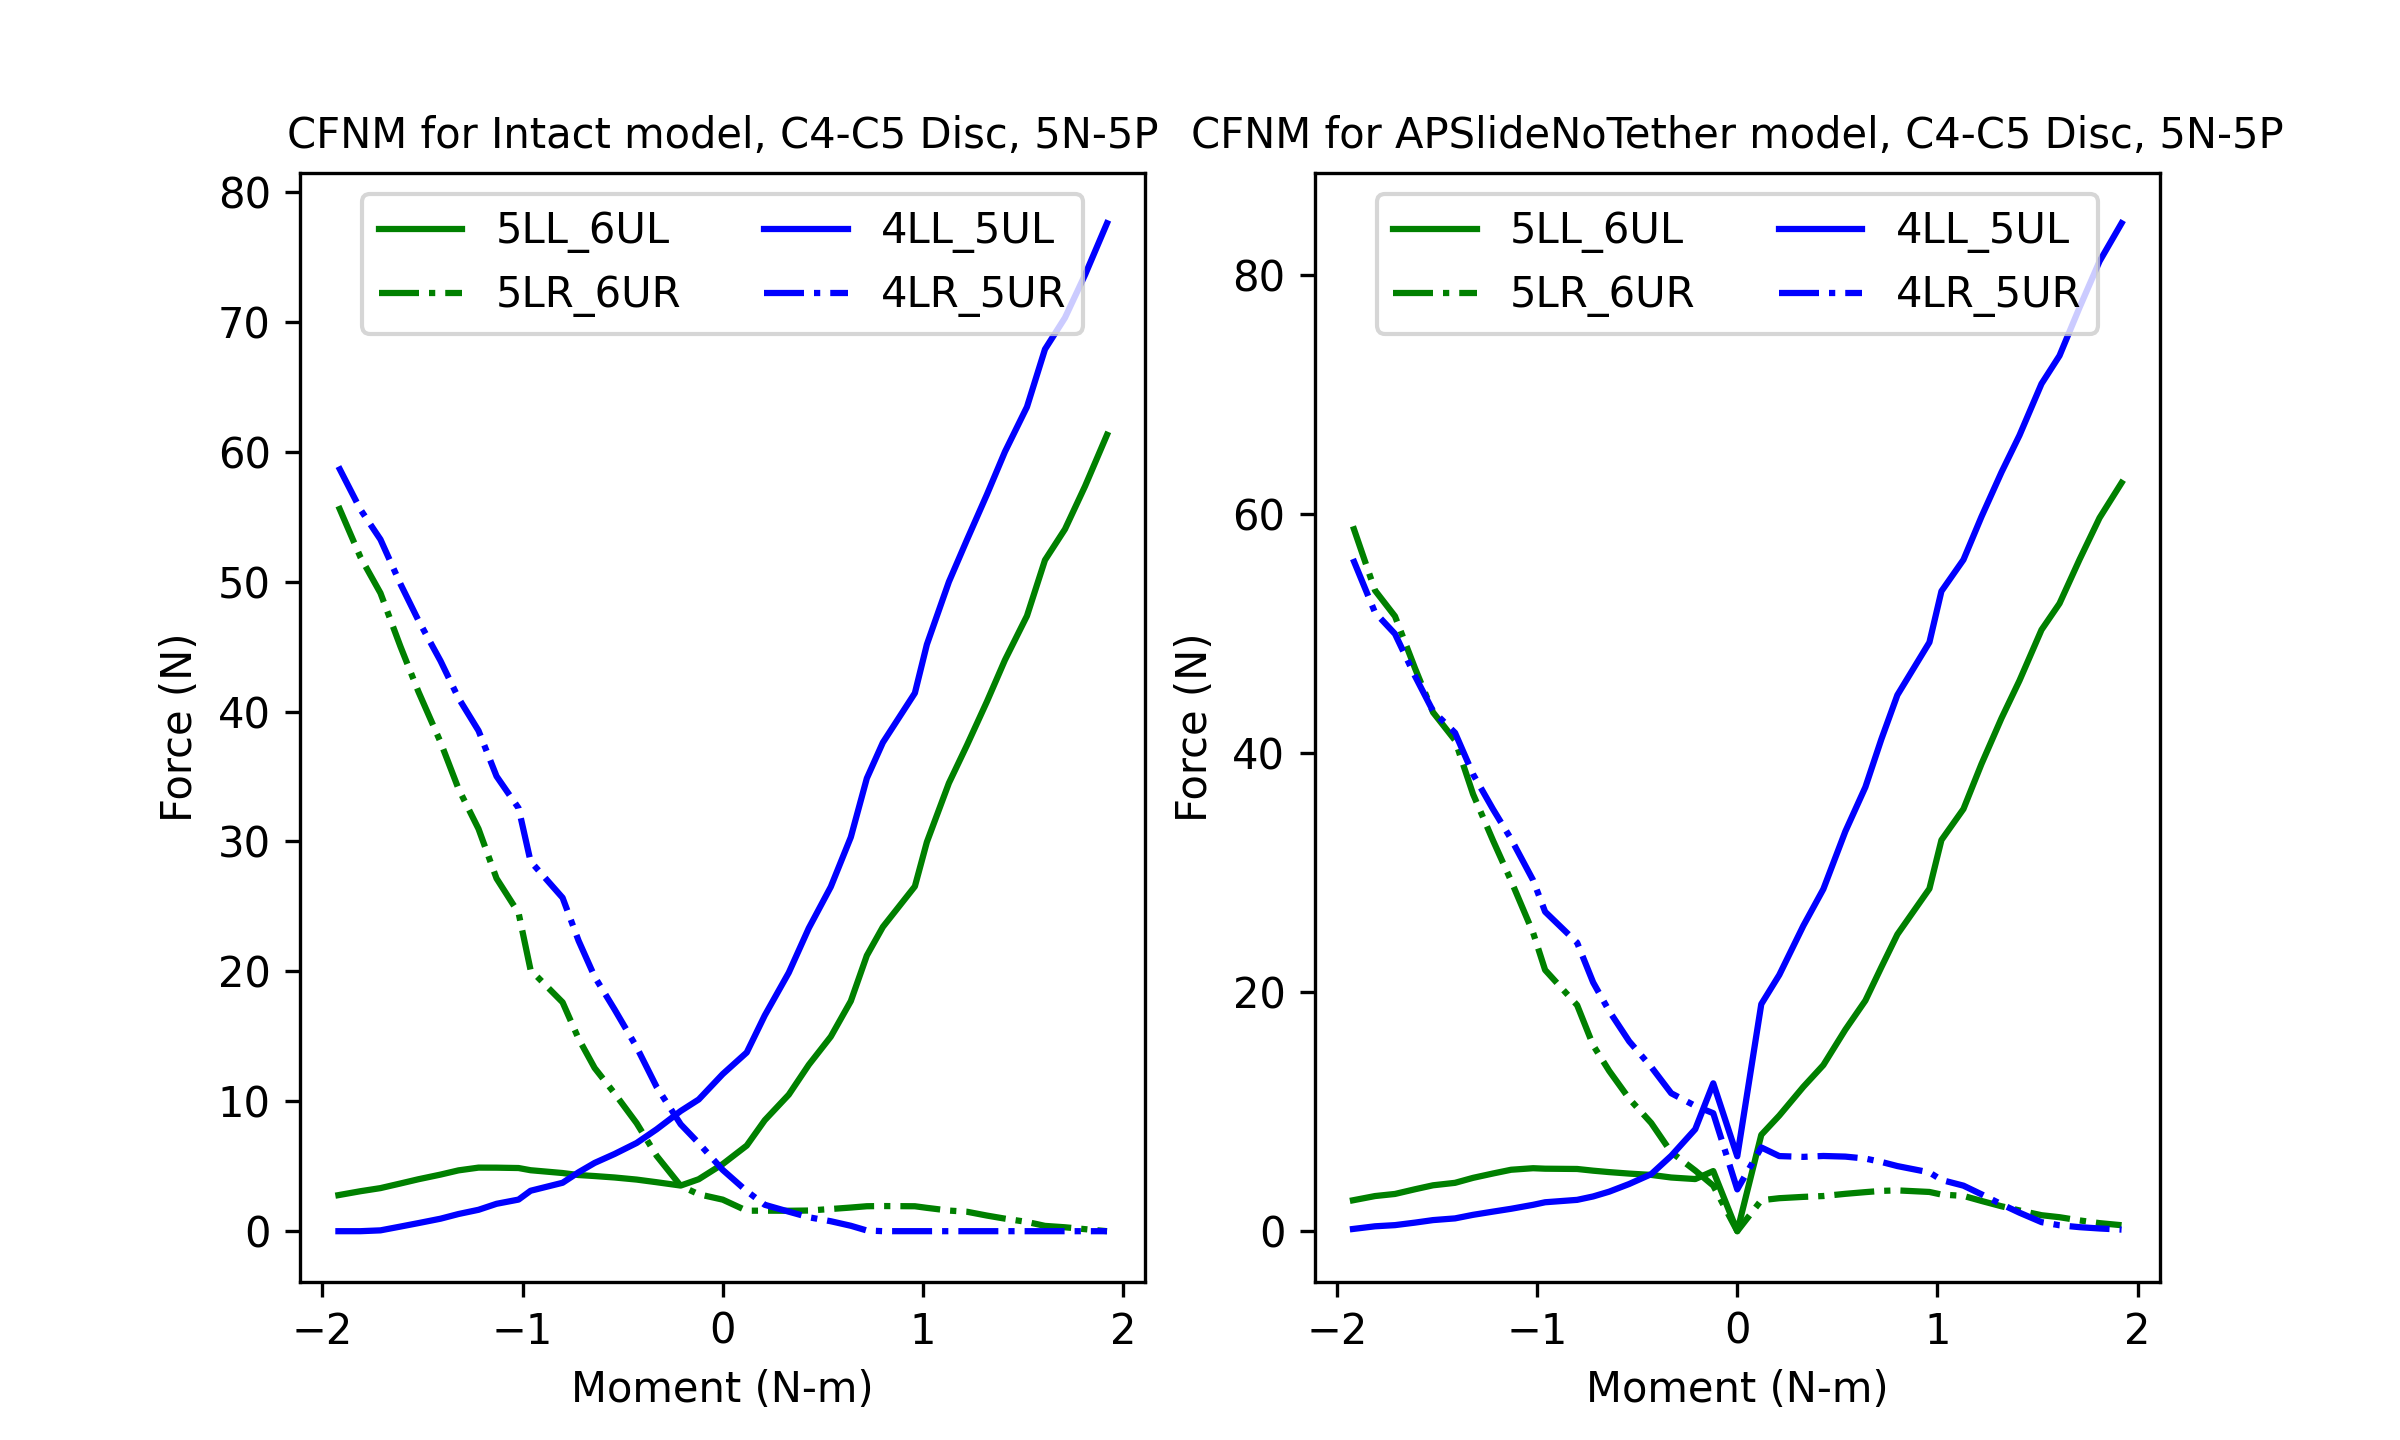 CFNM for Intact model, C4-C5 Disc, 5N-5P
80
70
60
50
40
30
20
10
0
Force (N)
5LL_6UL
5LR_6UR
4LL_5UL
4LR_5UR
−2
−1
0
1
2
Moment (N-m)
CFNM for APSlideNoTether model, C4-C5 Disc, 5N-5P
80
60
40
20
0
Force (N)
5LL_6UL
5LR_6UR
4LL_5UL
4LR_5UR
−2
−1
0
1
2
Moment (N-m)